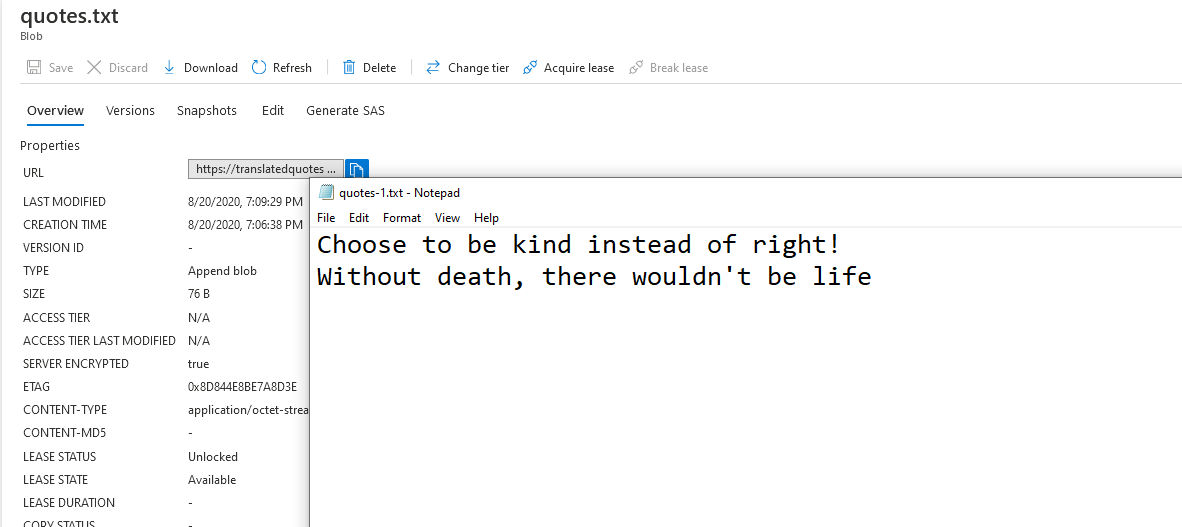 quotes.txt
Blob
Save Discard Download Refresh Delete Change tier Acquire lease Break lease
Overview Versions Snapshots Edit Generate SAS
Properties
URL https://translatedquotes ...
LAST MODIFIED 8/20/2020, 7:09:29 PM
CREATION TIME 8/20/2020, 7:06:38 PM
VERSION ID -
TYPE Append blob
SIZE 76 B
ACCESS TIER N/A
ACCESS TIER LAST MODIFIED N/A
SERVER ENCRYPTED true
ETAG 0x8D844E8BE7A8D3E
CONTENT-TYPE application/octet-strea
CONTENT-MD5 -
LEASE STATUS Unlocked
LEASE STATE Available
LEASE DURATION -
COPY STATUS -
quotes-1.txt - Notepad
File Edit Format View Help
Choose to be kind instead of right!
Without death, there wouldn't be life